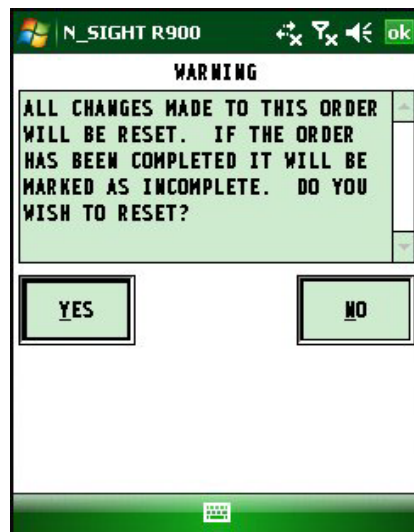 N_SIGHT R900
ok
WARNING
ALL CHANGES MADE TO THIS ORDER
WILL BE RESET. IF THE ORDER
HAS BEEN COMPLETED IT WILL BE
MARKED AS INCOMPLETE. DO YOU
WISH TO RESET?
YES
NO